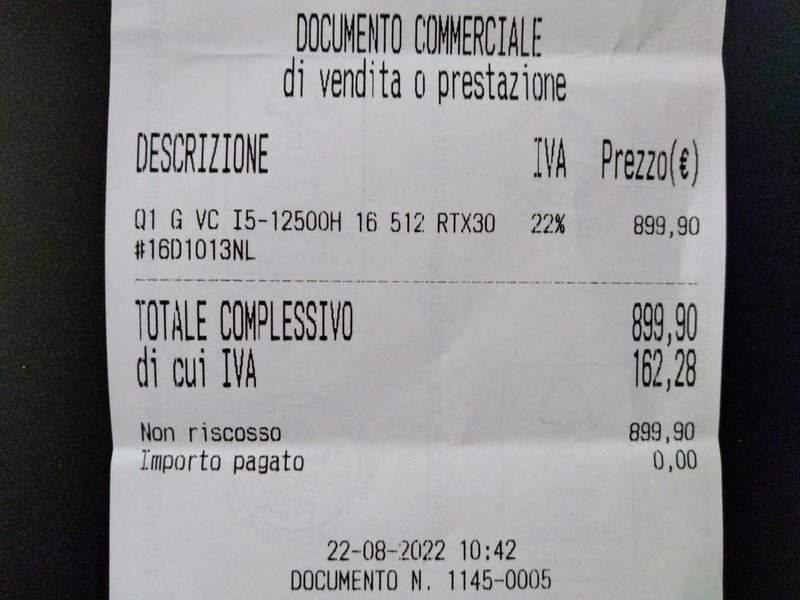 DOCUMENTO COMMERCIALE
di vendita o prestazione
DESCRIZIONE IVA Prezzo(€)
Q1 G VC I5-12500H 16 512 RTX30 22% 899,90
#16D1013NL
TOTALE COMPLESSIVO 899,90
di cui IVA 162,28
Non riscosso 899,90
Importo pagato 0,00
22-08-2022 10:42
DOCUMENTO N. 1145-0005